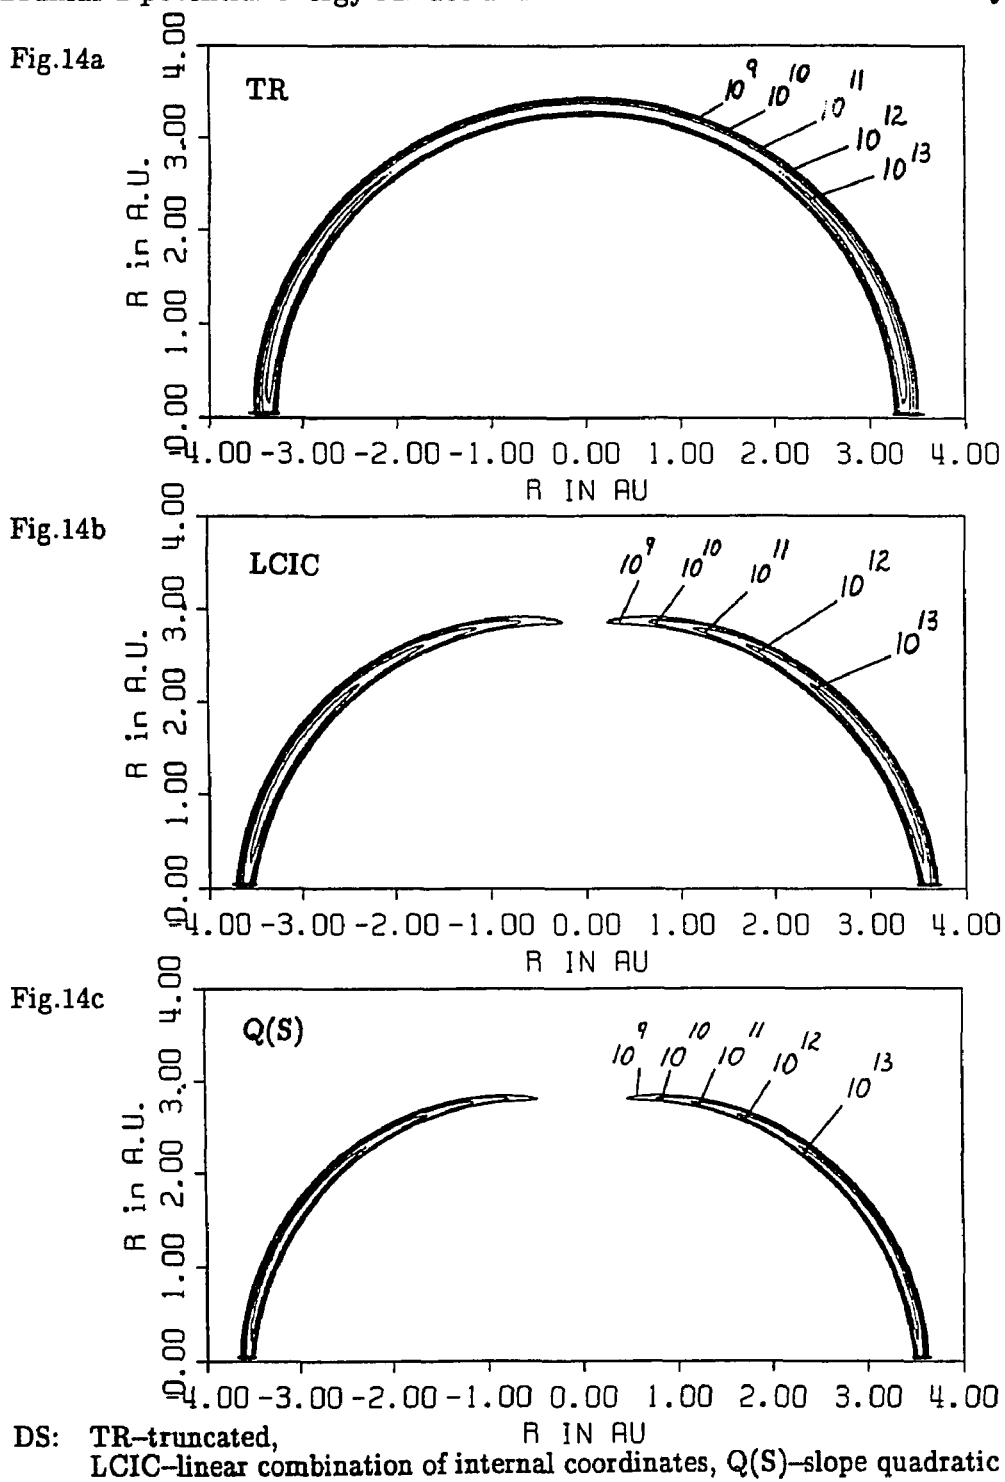 Fig.14a
TR
10^9 10^10 10^11 10^12 10^13
4.00
3.00
2.00
1.00
0.00
R in A.U.
-4.00 -3.00 -2.00 -1.00 0.00 1.00 2.00 3.00 4.00
R IN AU
Fig.14b
LCIC
10^9 10^10 10^11 10^12 10^13
4.00
3.00
2.00
1.00
0.00
R in A.U.
-4.00 -3.00 -2.00 -1.00 0.00 1.00 2.00 3.00 4.00
R IN AU
Fig.14c
Q(S)
10^9 10^10 10^11 10^12 10^13
4.00
3.00
2.00
1.00
0.00
R in A.U.
-4.00 -3.00 -2.00 -1.00 0.00 1.00 2.00 3.00 4.00
R IN AU
DS: TR–truncated,
LCIC–linear combination of internal coordinates, Q(S)–slope quadratic